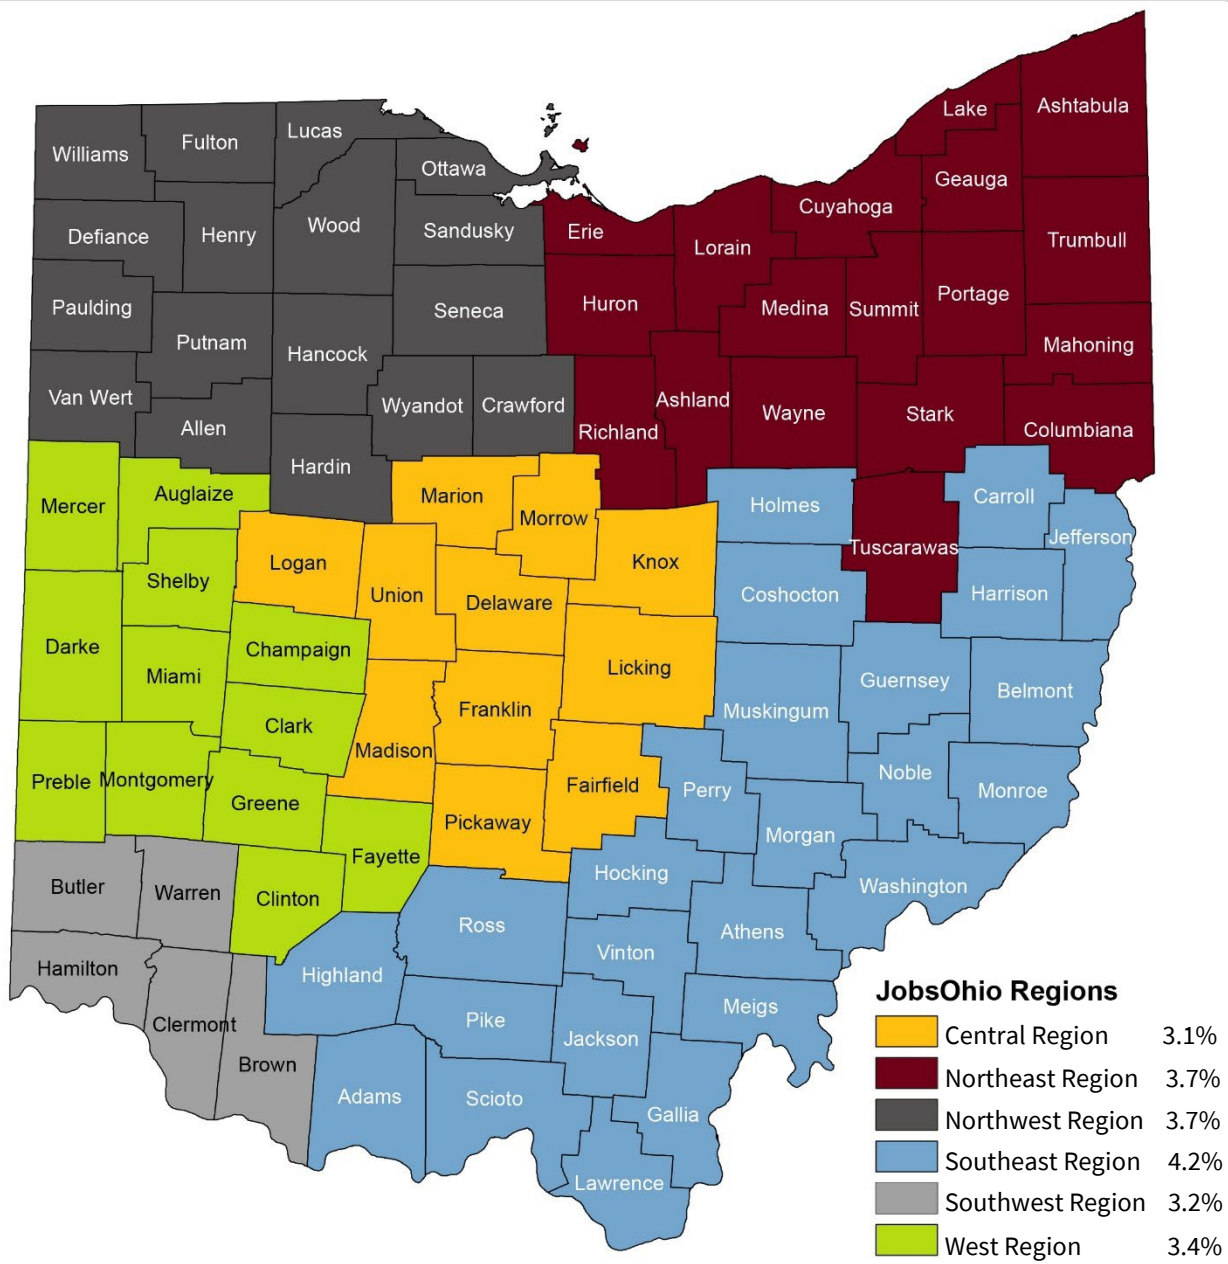 Lake
Ashtabula
Williams
Fulton
Lucas
Ottawa
Geauga
Cuyahoga
Defiance
Henry
Wood
Sandusky
Erie
Lorain
Trumbull
Paulding
Putnam
Hancock
Seneca
Huron
Medina
Summit
Portage
Mahoning
Van Wert
Allen
Wyandot
Crawford
Richland
Ashland
Wayne
Stark
Columbiana
Hardin
Mercer
Auglaize
Marion
Morrow
Holmes
Carroll
Jefferson
Tuscarawas
Logan
Knox
Shelby
Union
Delaware
Coshocton
Harrison
Darke
Champaign
Licking
Miami
Guernsey
Belmont
Clark
Franklin
Muskingum
Madison
Preble
Montgomery
Greene
Fairfield
Perry
Noble
Monroe
Pickaway
Morgan
Fayette
Hocking
Butler
Warren
Clinton
Washington
Ross
Athens
Vinton
Hamilton
Highland
Clermont
Pike
Jackson
Meigs
Brown
Adams
Scioto
Gallia
Lawrence
JobsOhio Regions
Central Region 3.1%
Northeast Region 3.7%
Northwest Region 3.7%
Southeast Region 4.2%
Southwest Region 3.2%
West Region 3.4%